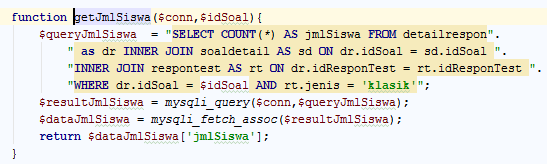 function getJmlSiswa($conn,$idSoal){
$queryJmlSiswa  = "SELECT COUNT(*) AS jmlSiswa FROM detailrespon".
" as dr INNER JOIN soaldetail AS sd ON dr.idSoal = sd.idSoal ".
"INNER JOIN respontest AS rt ON dr.idResponTest = rt.idResponTest ".
"WHERE dr.idSoal = $idSoal AND rt.jenis = 'klasik'";
$resultJmlSiswa = mysqli_query($conn,$queryJmlSiswa);
$dataJmlSiswa = mysqli_fetch_assoc($resultJmlSiswa);
return $dataJmlSiswa['jmlSiswa'];
}